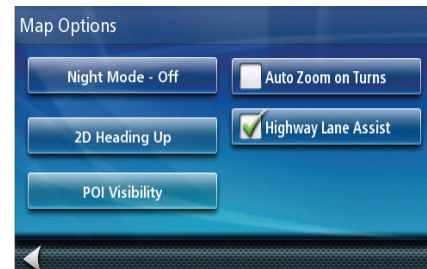 Map Options
Night Mode - Off
Auto Zoom on Turns
2D Heading Up
Highway Lane Assist
POI Visibility